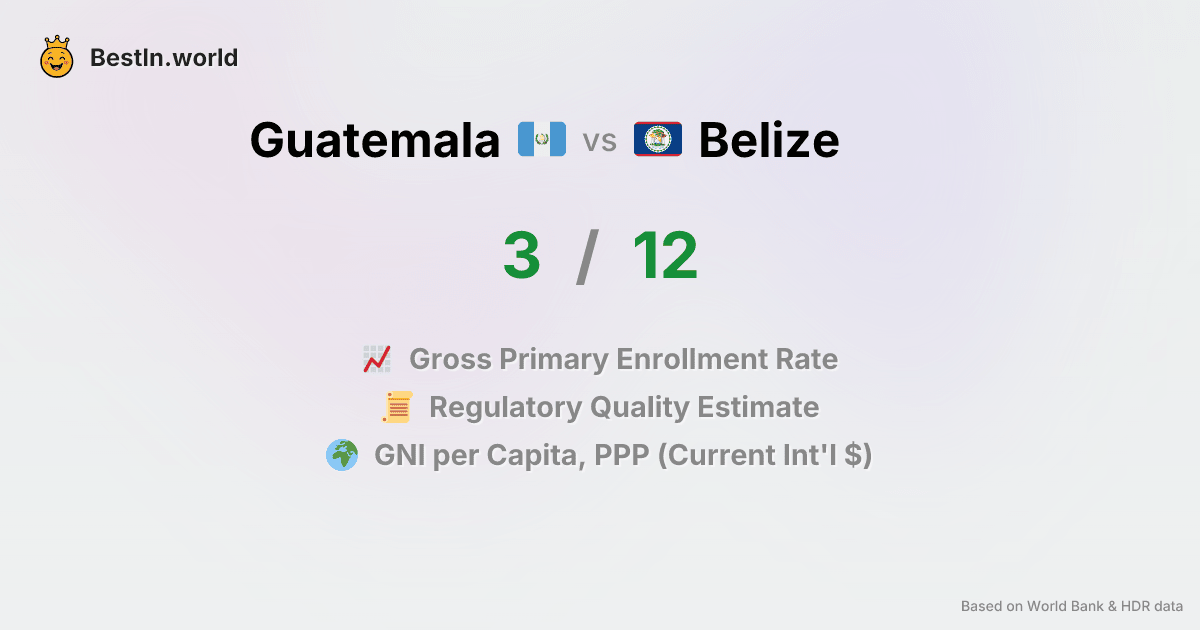 BestIn.world
Guatemala vs Belize
3 / 12
Gross Primary Enrollment Rate
Regulatory Quality Estimate
GNI per Capita, PPP (Current Int'l $)
Based on World Bank & HDR data